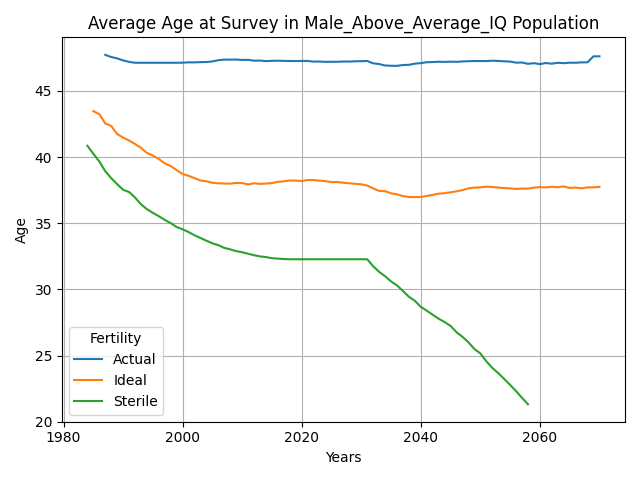 Average Age at Survey in Male_Above_Average_IQ Population
Age
45
40
35
30
25
20
Fertility
Actual
Ideal
Sterile
1980
2000
2020
2040
2060
Years